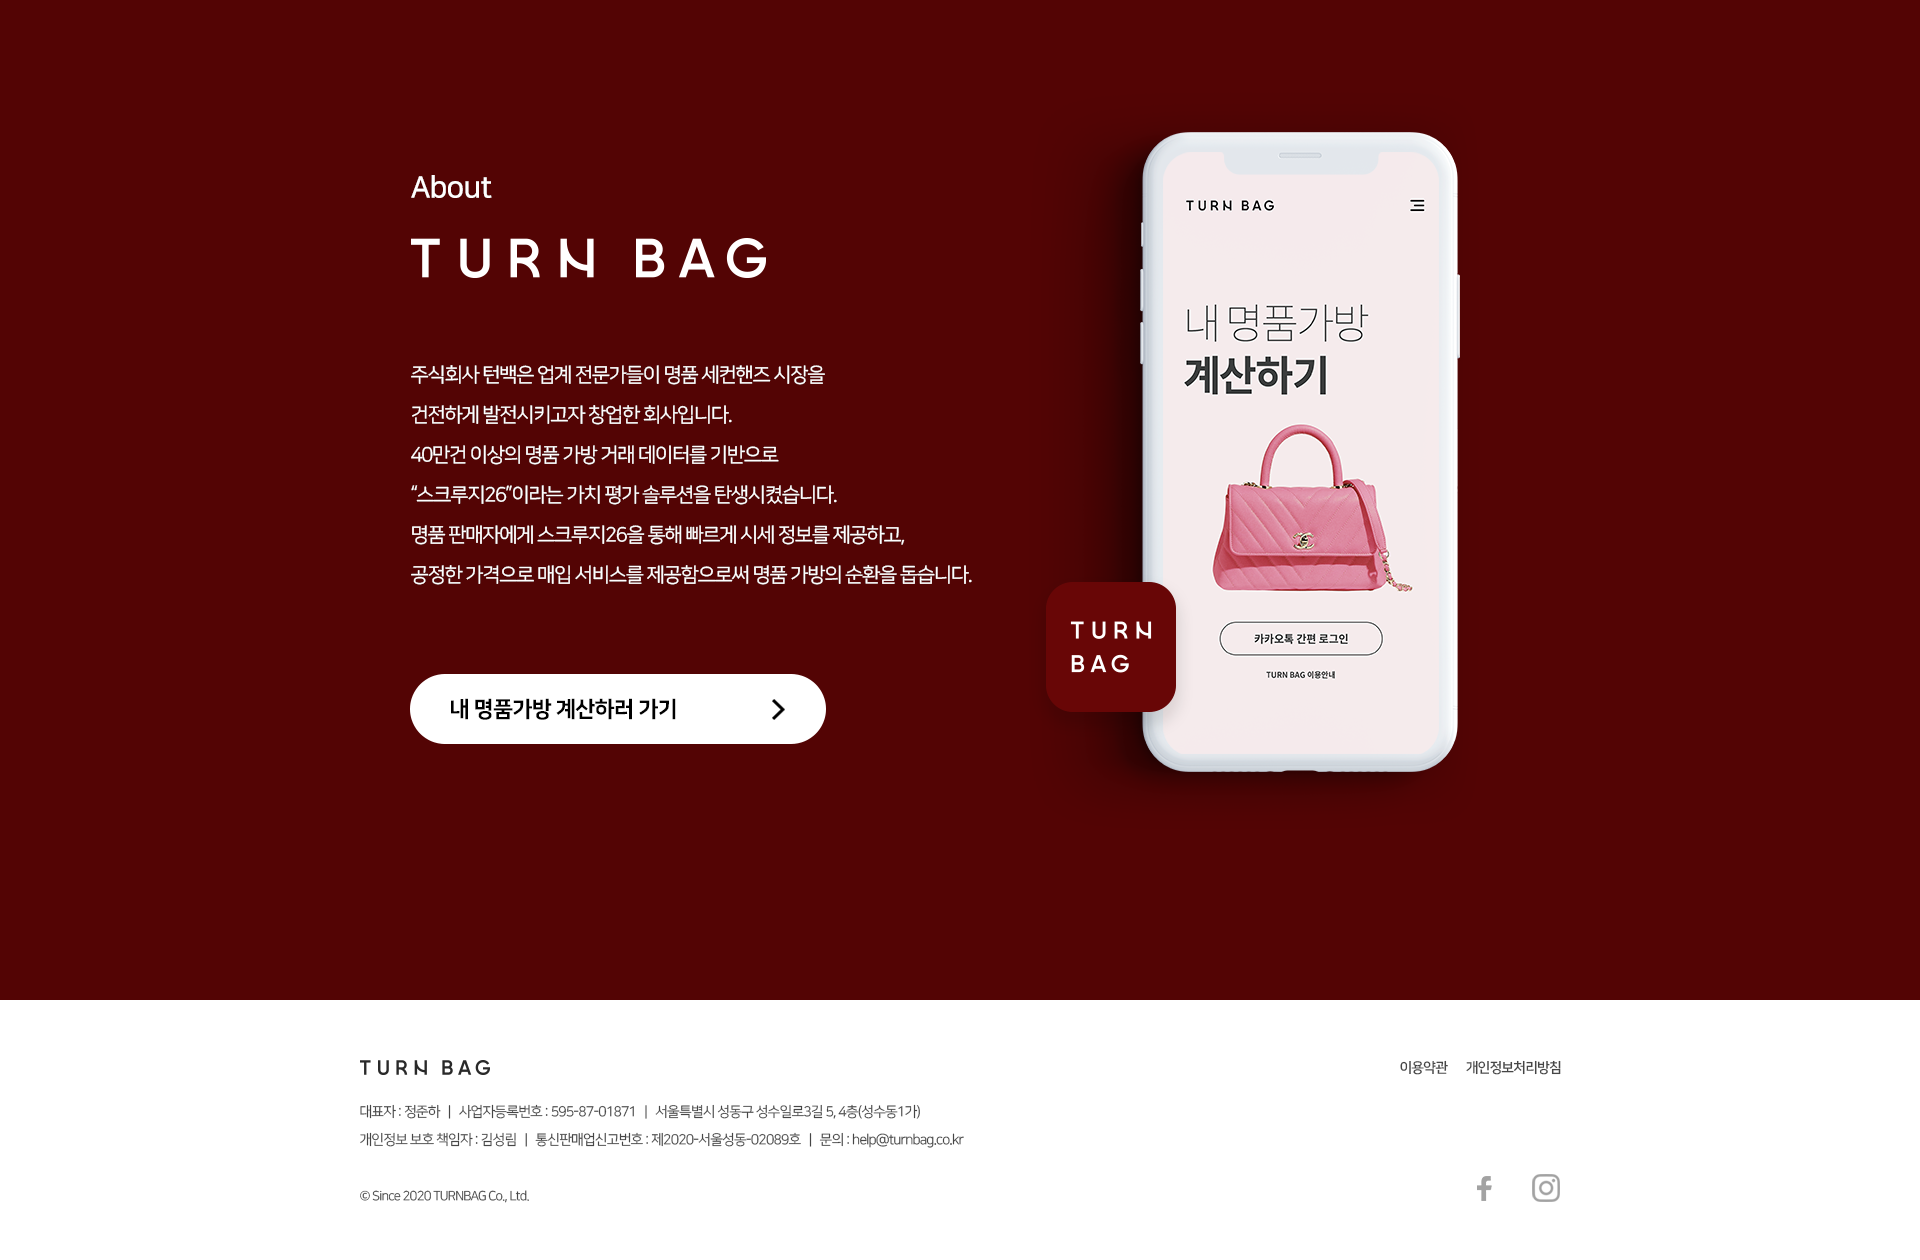 About
TURN BAG
주식회사 턴백은 업계 전문가들이 명품 세컨핸즈 시장을
건전하게 발전시키고자 창업한 회사입니다.
40만건 이상의 명품 가방 거래 데이터를 기반으로
“스크루지26”이라는 가치 평가 솔루션을 탄생시켰습니다.
명품 판매자에게 스크루지26을 통해 빠르게 시세 정보를 제공하고,
공정한 가격으로 매입 서비스를 제공함으로써 명품 가방의 순환을 돕습니다.
내 명품가방 계산하러 가기
TURN BAG
내 명품가방
계산하기
카카오톡 간편 로그인
TURN BAG 이용안내
TURN
BAG
TURN BAG
이용약관 개인정보처리방침
대표자 : 정준하 | 사업자등록번호 : 595-87-01871 | 서울특별시 성동구 성수일로3길 5, 4층(성수동1가)
개인정보 보호 책임자 : 김성림 | 통신판매업신고번호 : 제2020-서울성동-02089호 | 문의 : help@turnbag.co.kr
© Since 2020 TURNBAG Co., Ltd.